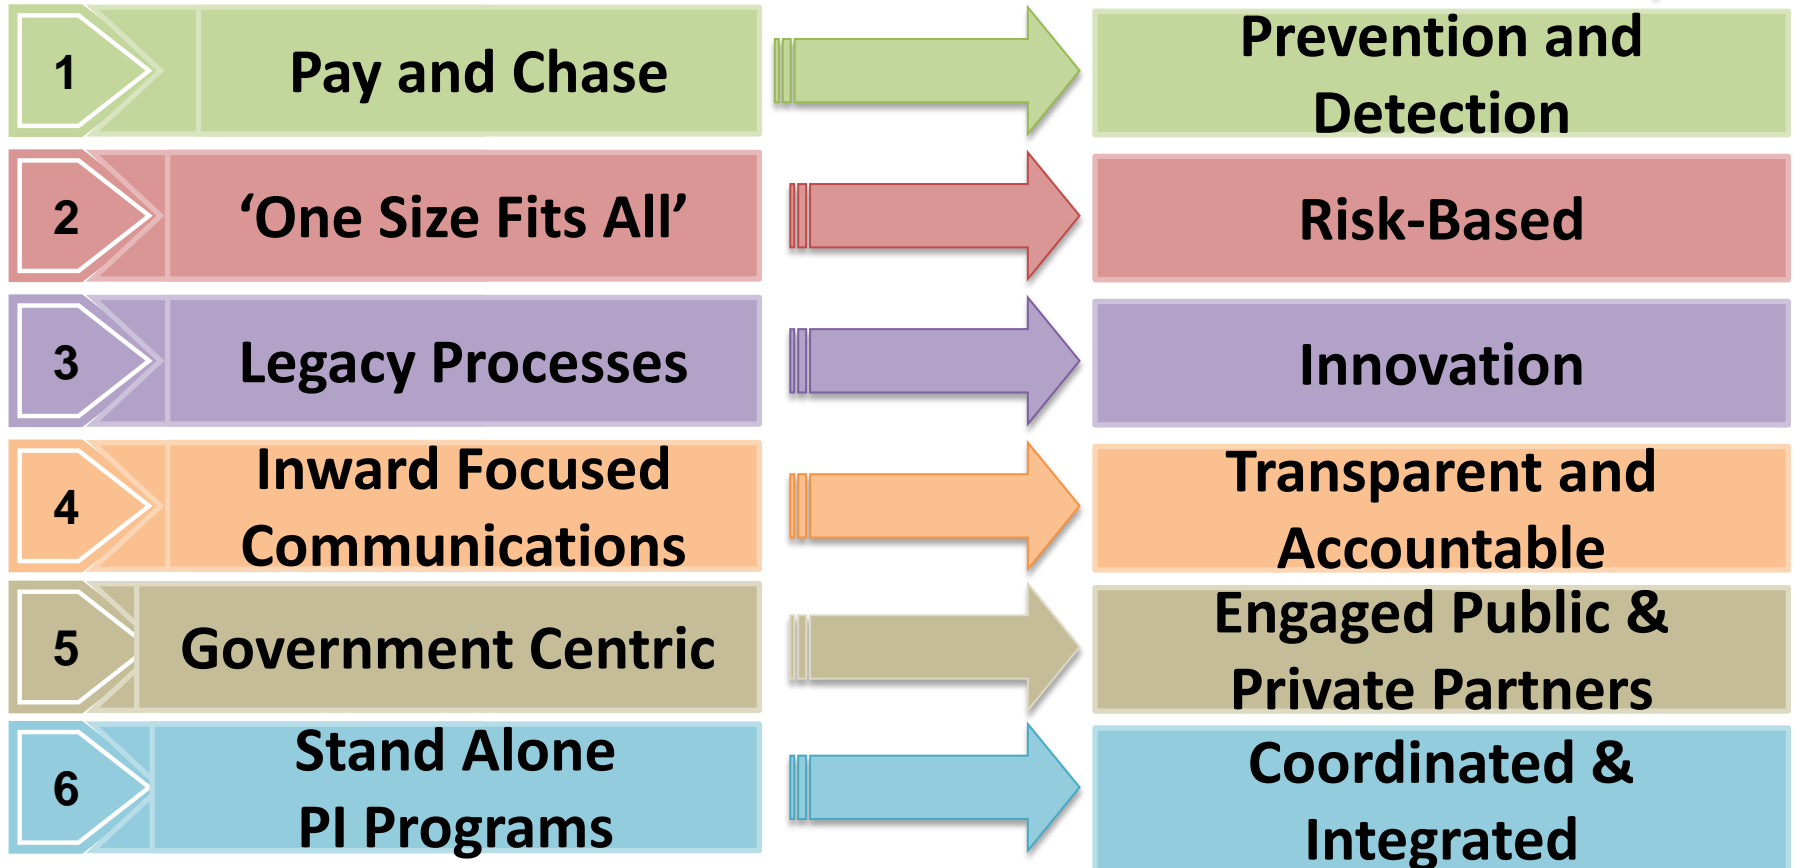 1
Pay and Chase
Prevention and
Detection
2
‘One Size Fits All’
Risk-Based
3
Legacy Processes
Innovation
4
Inward Focused
Communications
Transparent and
Accountable
5
Government Centric
Engaged Public &
Private Partners
6
Stand Alone
PI Programs
Coordinated &
Integrated